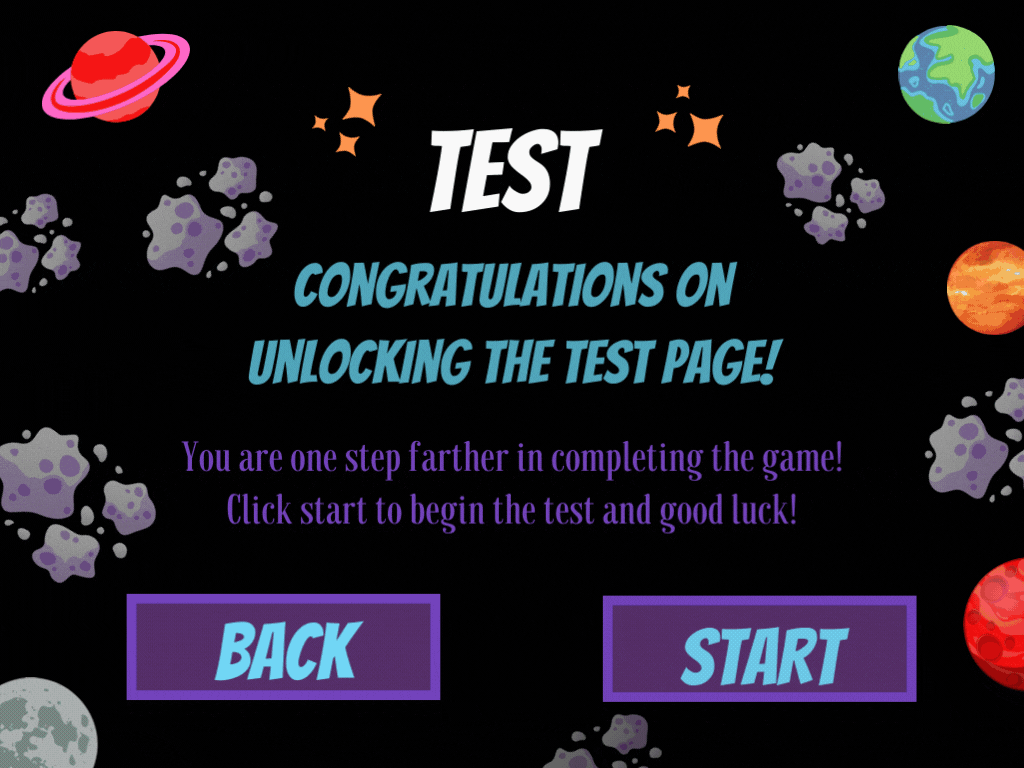 TEST
CONGRATULATIONS ON
UNLOCKING THE TEST PAGE!
You are one step farther in completing the game!
Click start to begin the test and good luck!
BACK
START